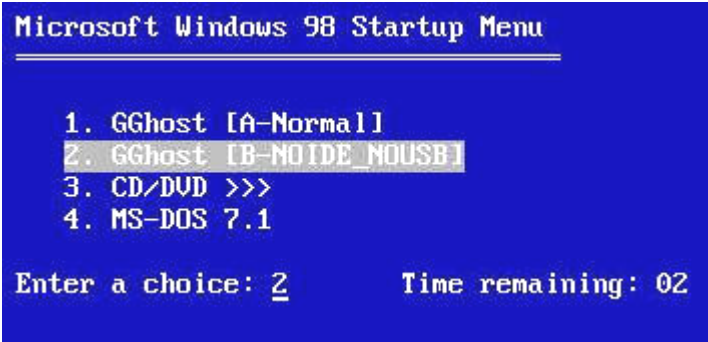 Microsoft Windows 98 Startup Menu
1. GGhost [A-Normal]
2. GGhost [B-NOIDE_NOUSB]
3. CD/DVD >>>
4. MS-DOS 7.1
Enter a choice: 2 Time remaining: 02